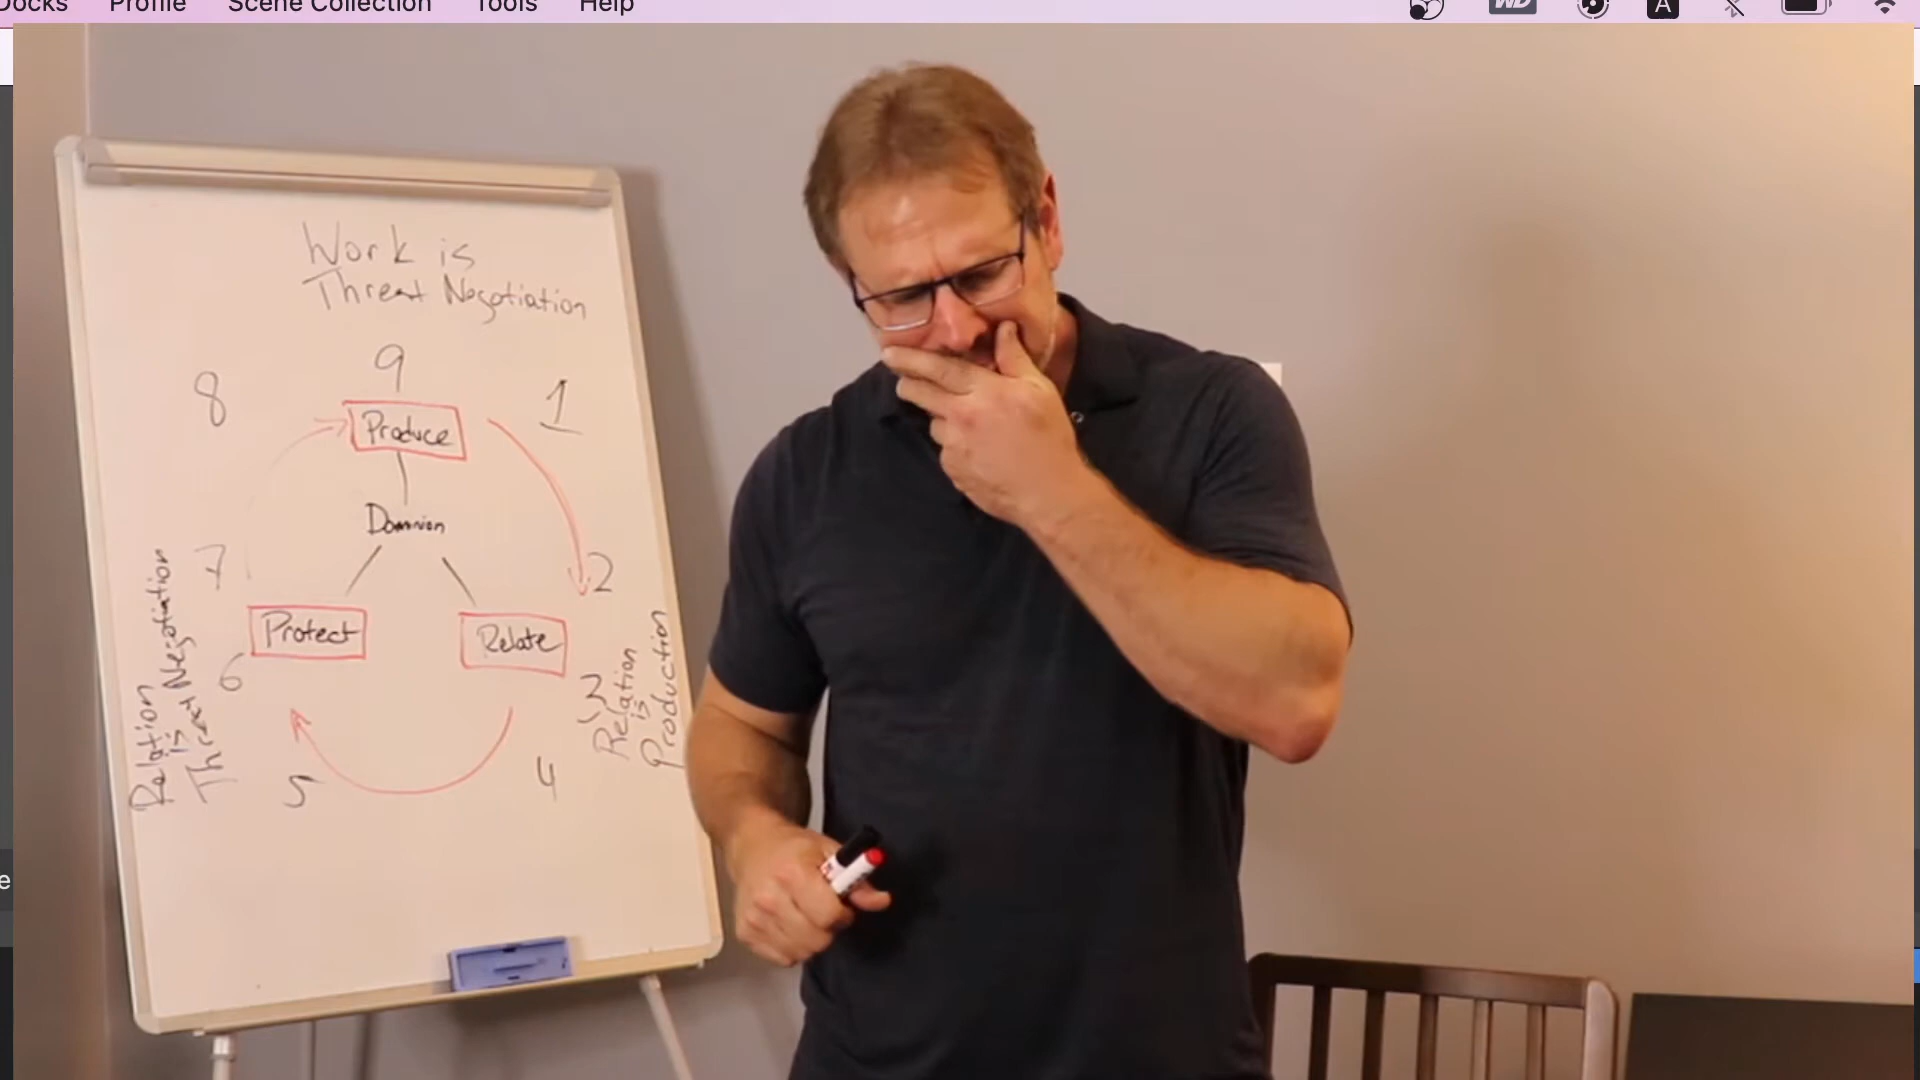 Docks Profile Scene Collection Tools Help
WD
A
Work is
Threat Negotiation
9
8
1
Produce
Dominion
7
2
Protect
Relate
6
3
5
4
Relation
is
Threat Negotiation
Relation
is
Production
e